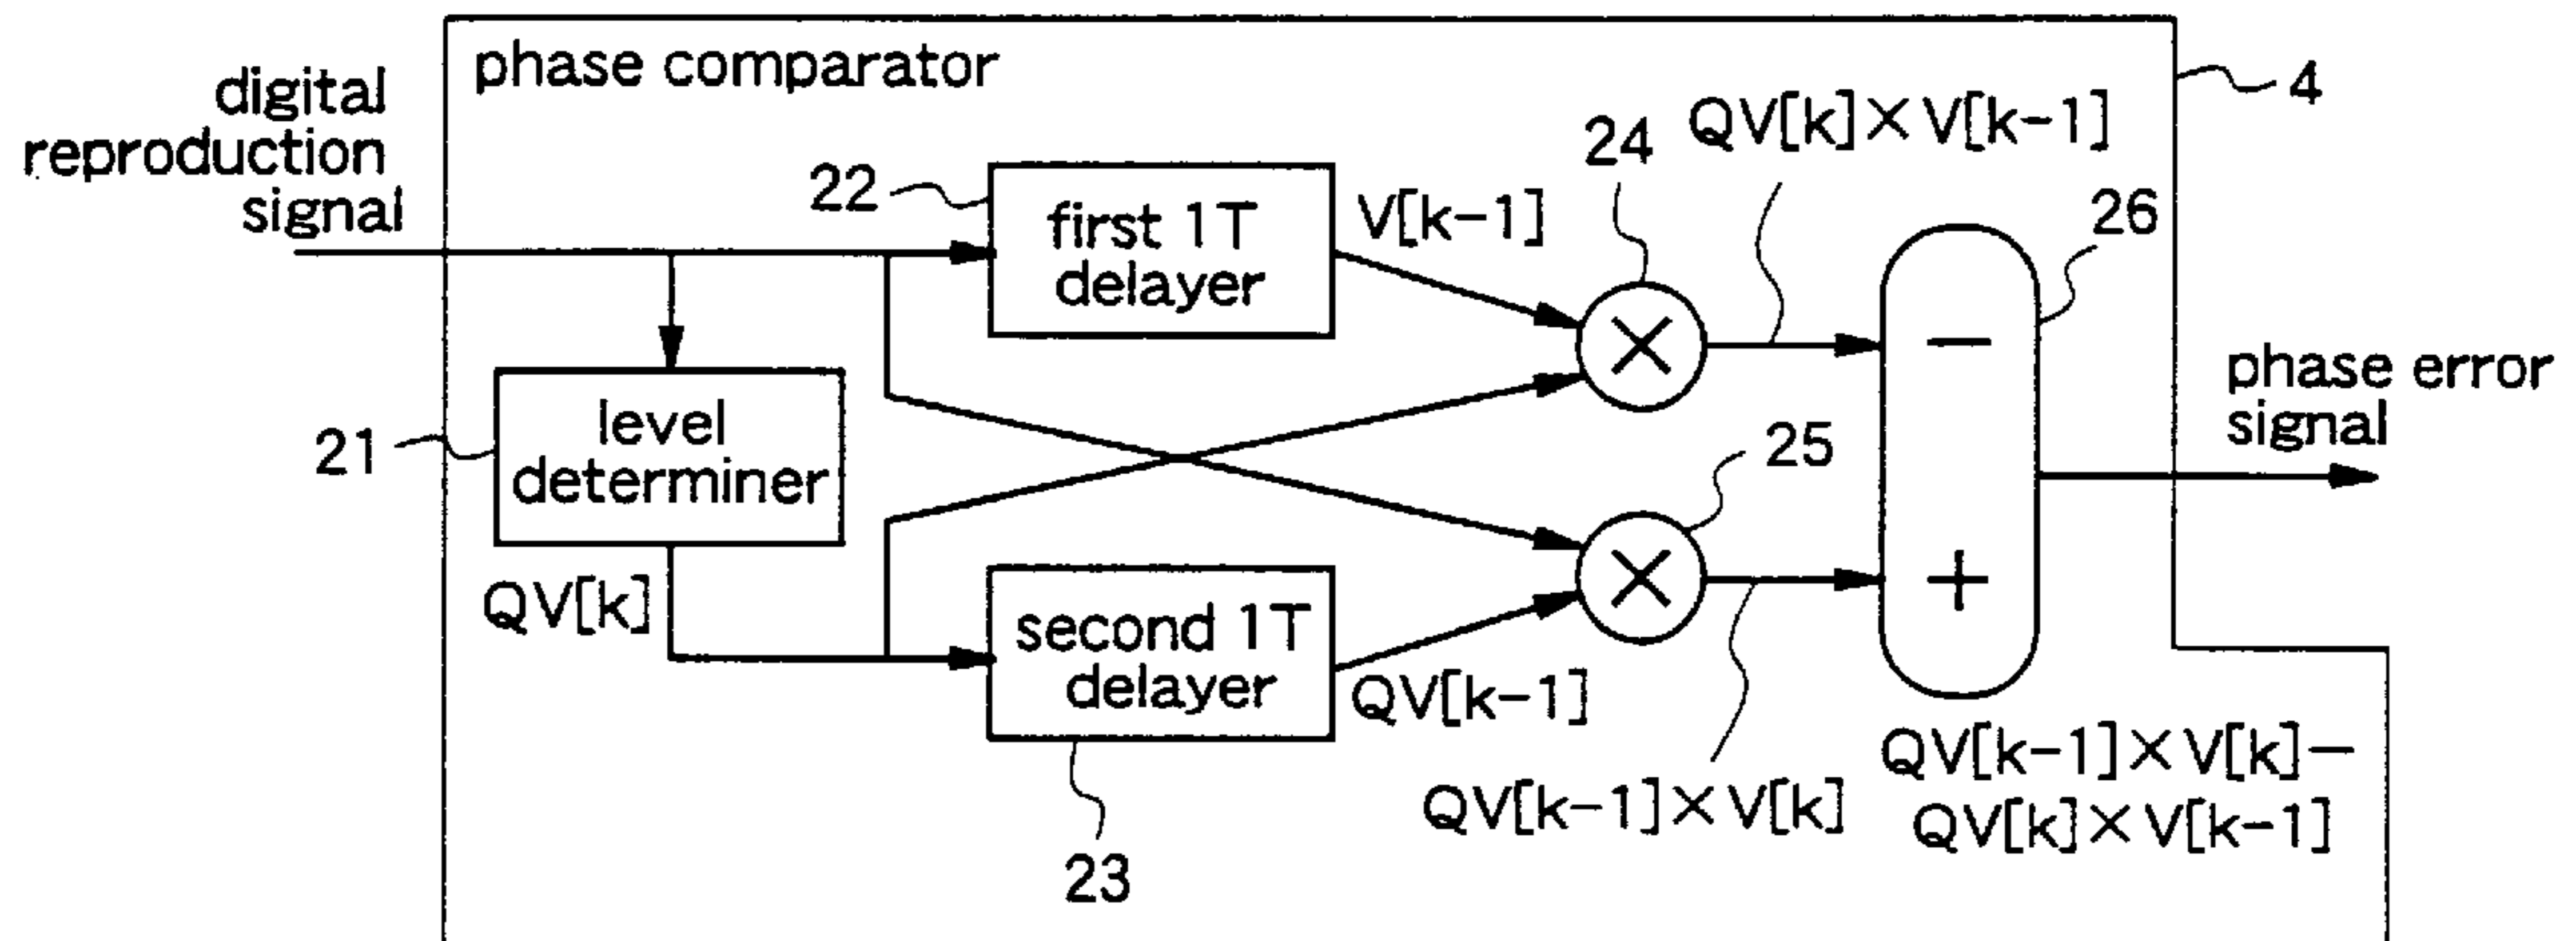 phase comparator
digital
reproduction
signal
4
QV[k]×V[k-1]
24
22
first 1T
delayer
V[k-1]
26
−
phase error
signal
21
level
determiner
×
25
QV[k]
second 1T
delayer
×
+
QV[k-1]
QV[k-1]×V[k]
QV[k-1]×V[k]−
QV[k]×V[k-1]
23